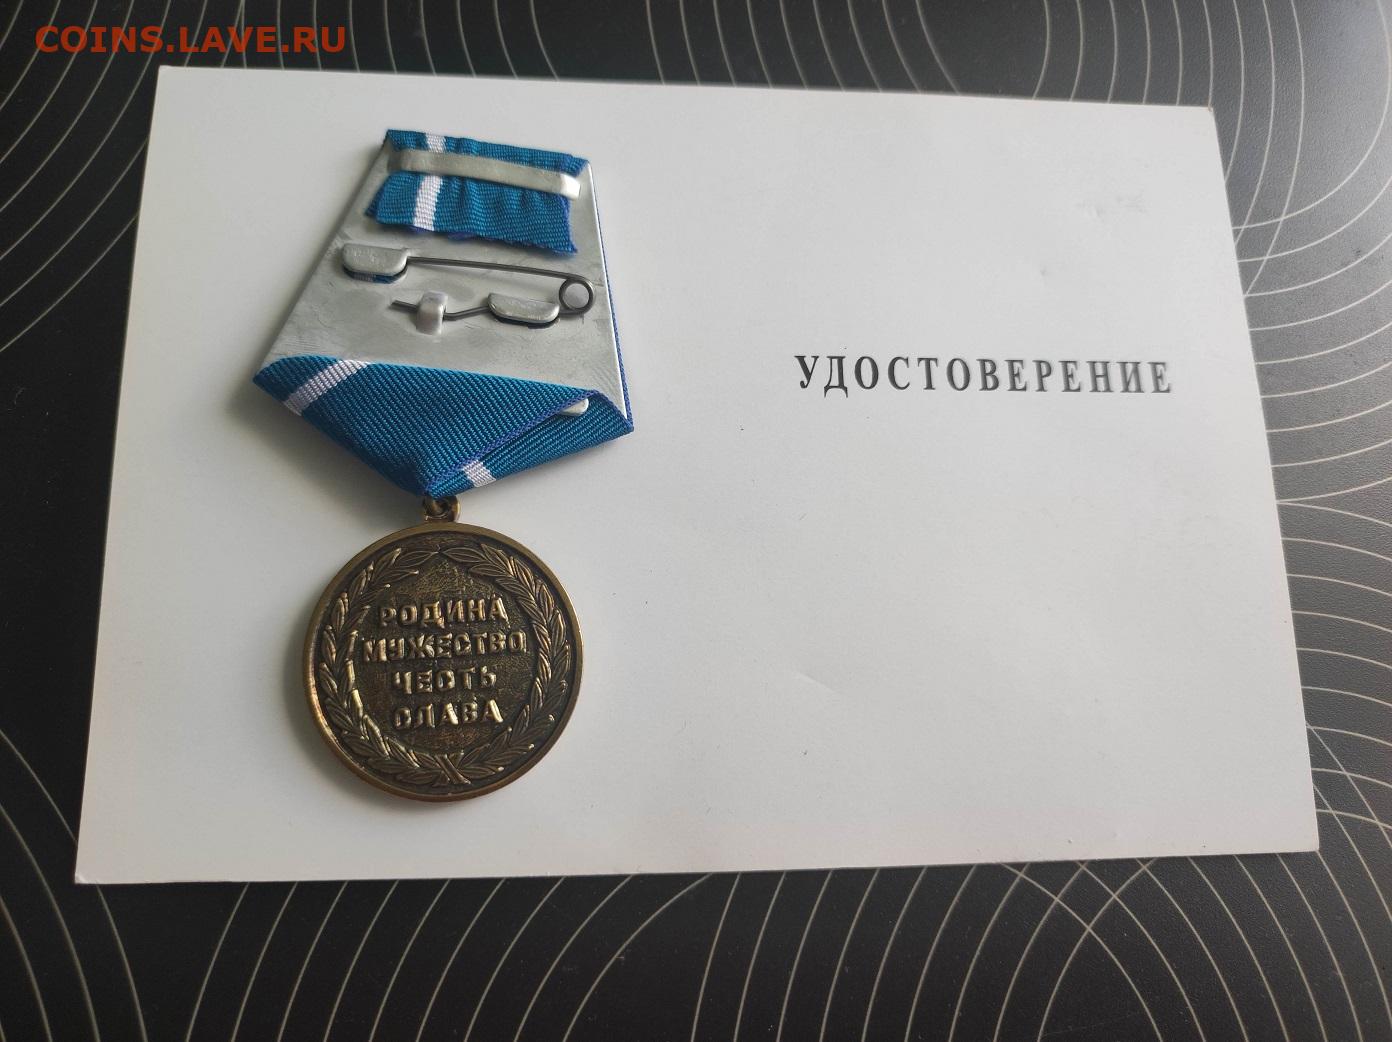 COINS.LAVE.RU
УДОСТОВЕРЕНИЕ
РОДИНА
МУЖЕСТВО
ЧЕСТЬ
СЛАВА